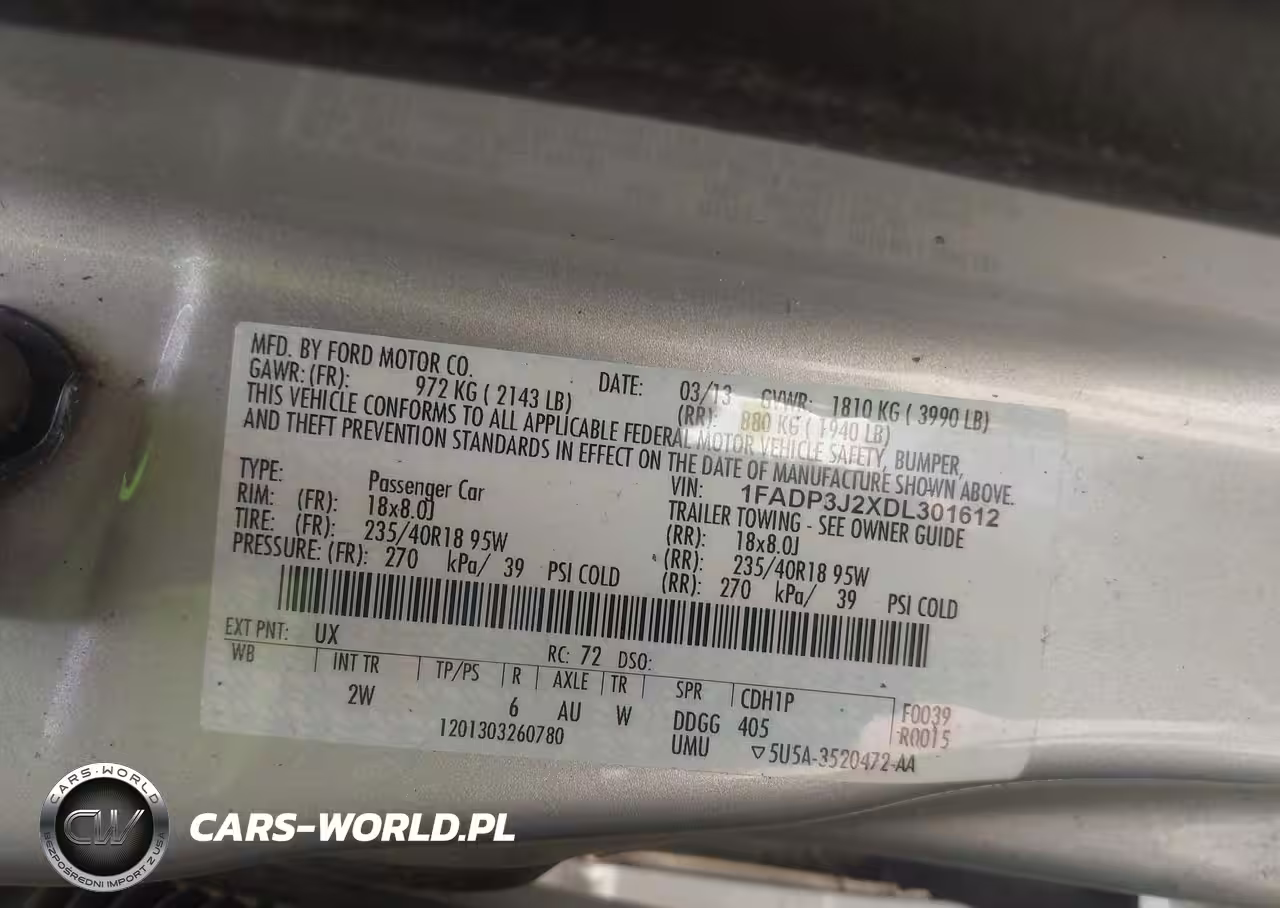 MFD. BY FORD MOTOR CO. DATE: 03/13 GVWR: 1810 KG ( 3990 LB)
GAWR: (FR): 972 KG ( 2143 LB) (RR): 880 KG ( 1940 LB)
THIS VEHICLE CONFORMS TO ALL APPLICABLE FEDERAL MOTOR VEHICLE SAFETY, BUMPER,
AND THEFT PREVENTION STANDARDS IN EFFECT ON THE DATE OF MANUFACTURE SHOWN ABOVE.
VIN: 1FADP3J2XDL301612
TYPE: Passenger Car TRAILER TOWING - SEE OWNER GUIDE
RIM: (FR): 18x8.0J (RR): 18x8.0J
TIRE: (FR): 235/40R18 95W (RR): 235/40R18 95W
PRESSURE: (FR): 270 kPa/ 39 PSI COLD (RR): 270 kPa/ 39 PSI COLD
EXT PNT: UX RC: 72 DSO:
WB INT TR TP/PS R AXLE TR SPR CDH1P
2W 6 AU W DDGG 405 F0039
1201303260780 UMU ▽5U5A-3520472-AA R0015
CARS-WORLD
CW
BEZPOŚREDNI IMPORT Z USA
CARS-WORLD.PL